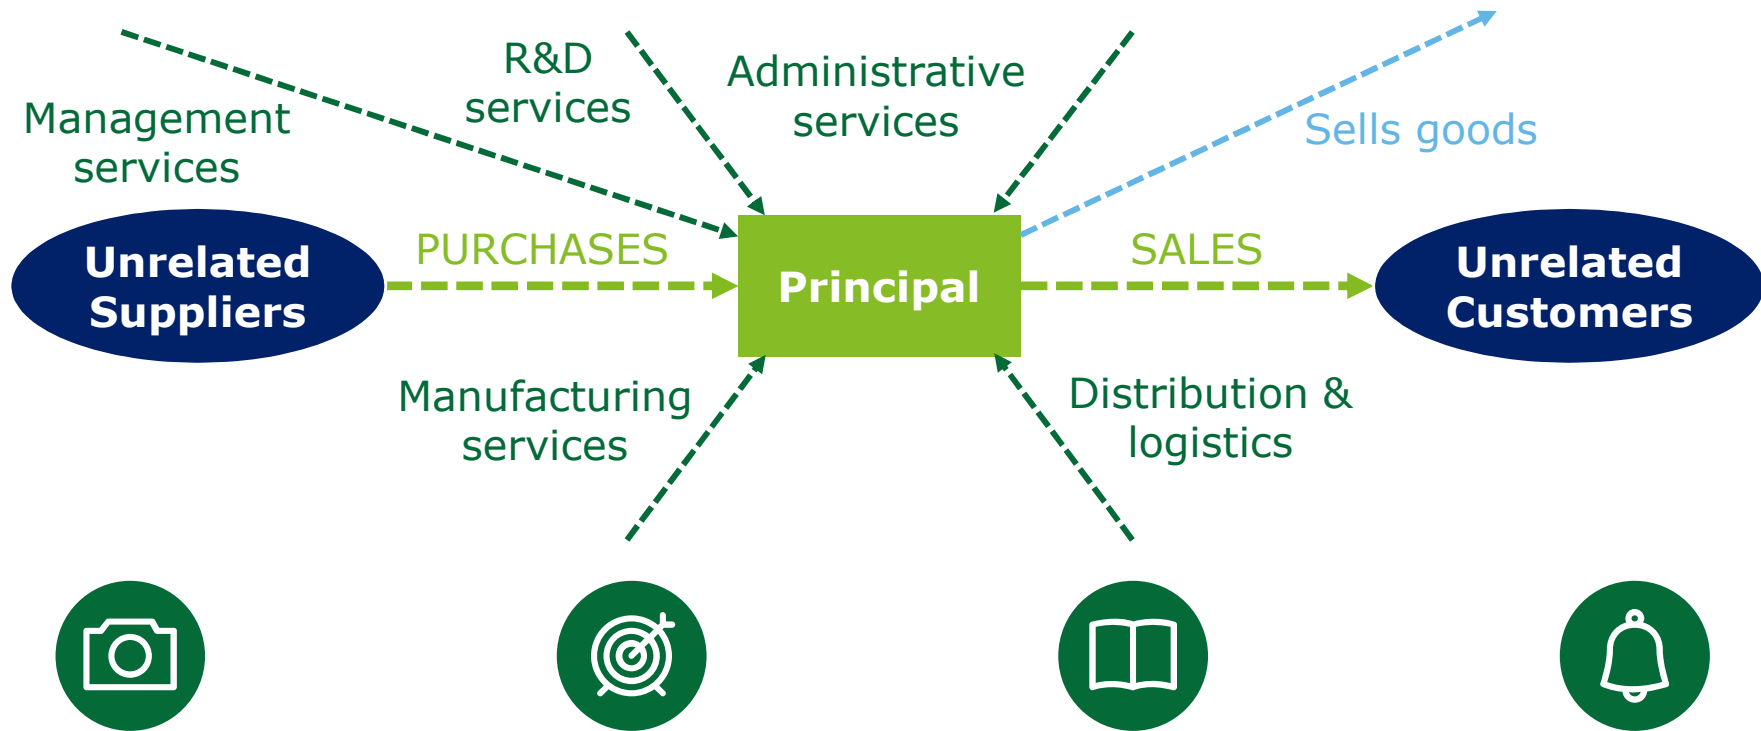 R&D
services
Administrative
services
Management
services
Sells goods
Unrelated
Suppliers
PURCHASES
Principal
SALES
Unrelated
Customers
Manufacturing
services
Distribution &
logistics